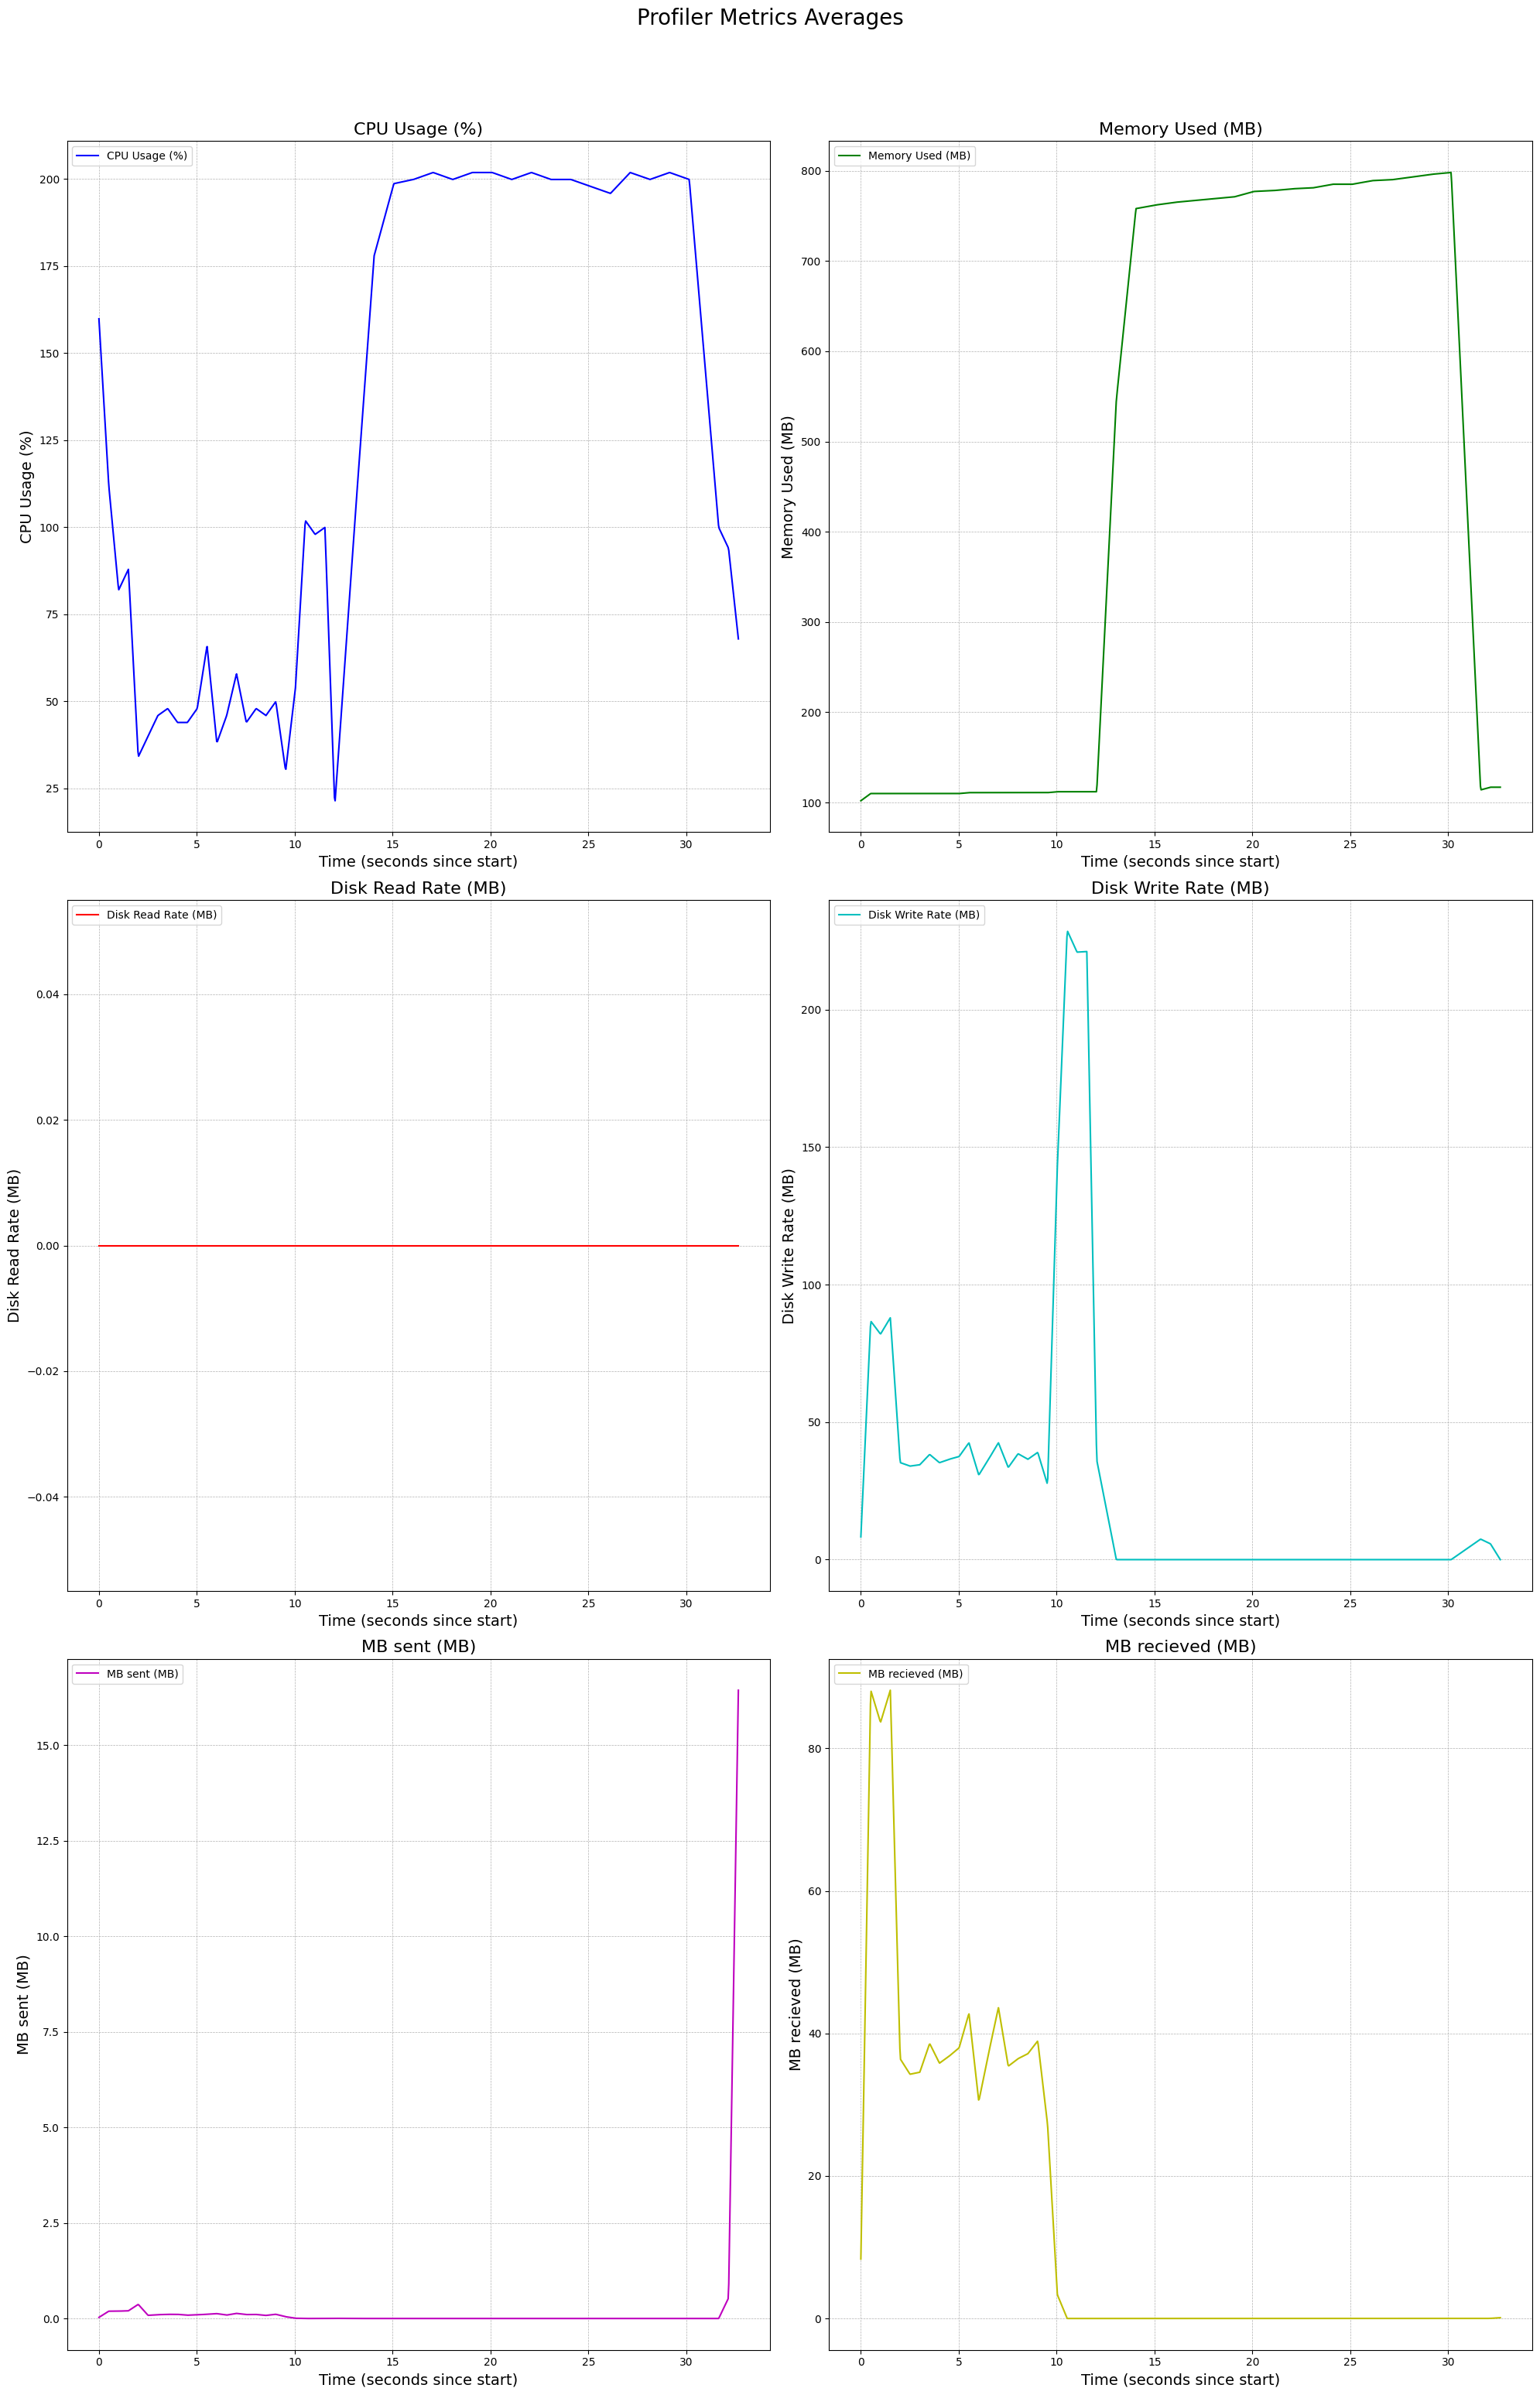 Profiler Metrics Averages
CPU Usage (%)
CPU Usage (%)
CPU Usage (%)
200
175
150
125
100
75
50
25
0 5 10 15 20 25 30
Time (seconds since start)
Memory Used (MB)
Memory Used (MB)
Memory Used (MB)
800
700
600
500
400
300
200
100
0 5 10 15 20 25 30
Time (seconds since start)
Disk Read Rate (MB)
Disk Read Rate (MB)
Disk Read Rate (MB)
0.04
0.02
0.00
−0.02
−0.04
0 5 10 15 20 25 30
Time (seconds since start)
Disk Write Rate (MB)
Disk Write Rate (MB)
Disk Write Rate (MB)
200
150
100
50
0
0 5 10 15 20 25 30
Time (seconds since start)
MB sent (MB)
MB sent (MB)
MB sent (MB)
15.0
12.5
10.0
7.5
5.0
2.5
0.0
0 5 10 15 20 25 30
Time (seconds since start)
MB recieved (MB)
MB recieved (MB)
MB recieved (MB)
80
60
40
20
0
0 5 10 15 20 25 30
Time (seconds since start)